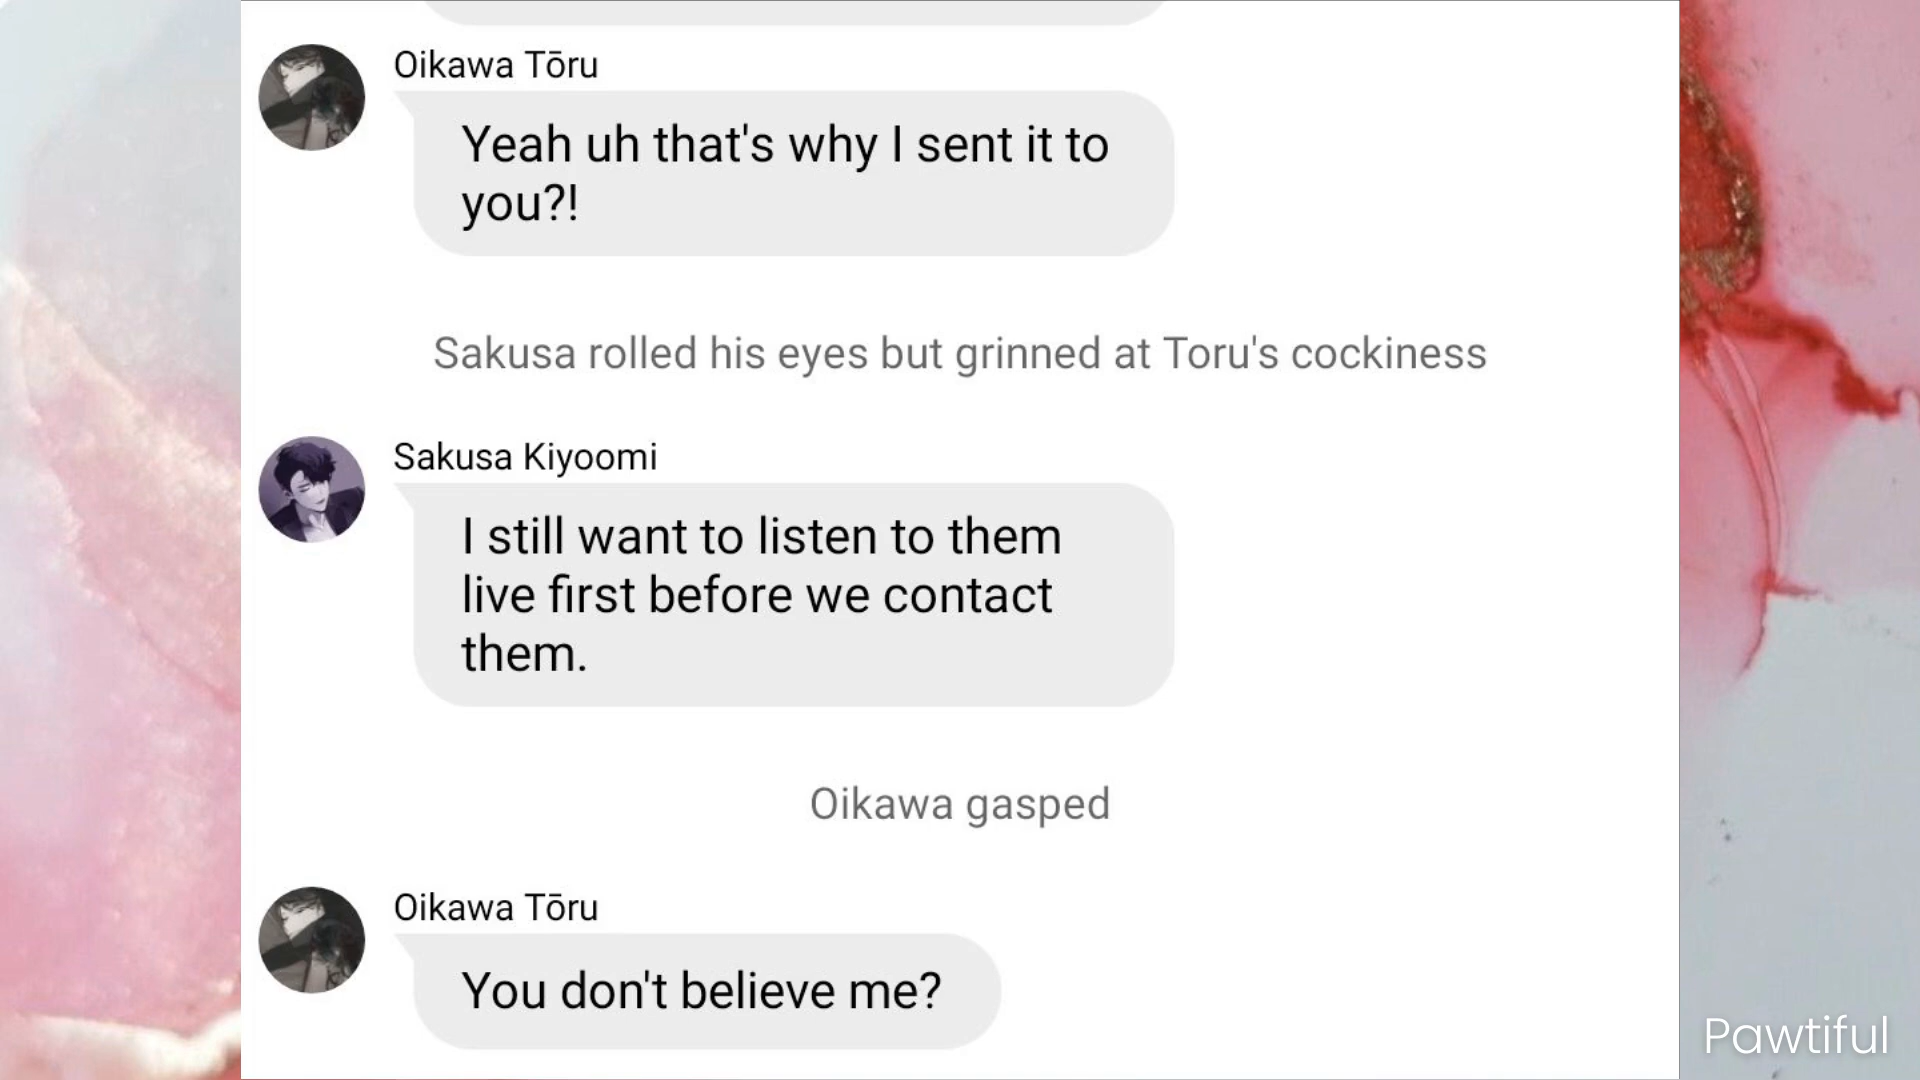 Oikawa Tōru
Yeah uh that's why I sent it to
you?!
Sakusa rolled his eyes but grinned at Toru's cockiness
Sakusa Kiyoomi
I still want to listen to them
live first before we contact
them.
Oikawa gasped
Oikawa Tōru
You don't believe me?
Pawtiful